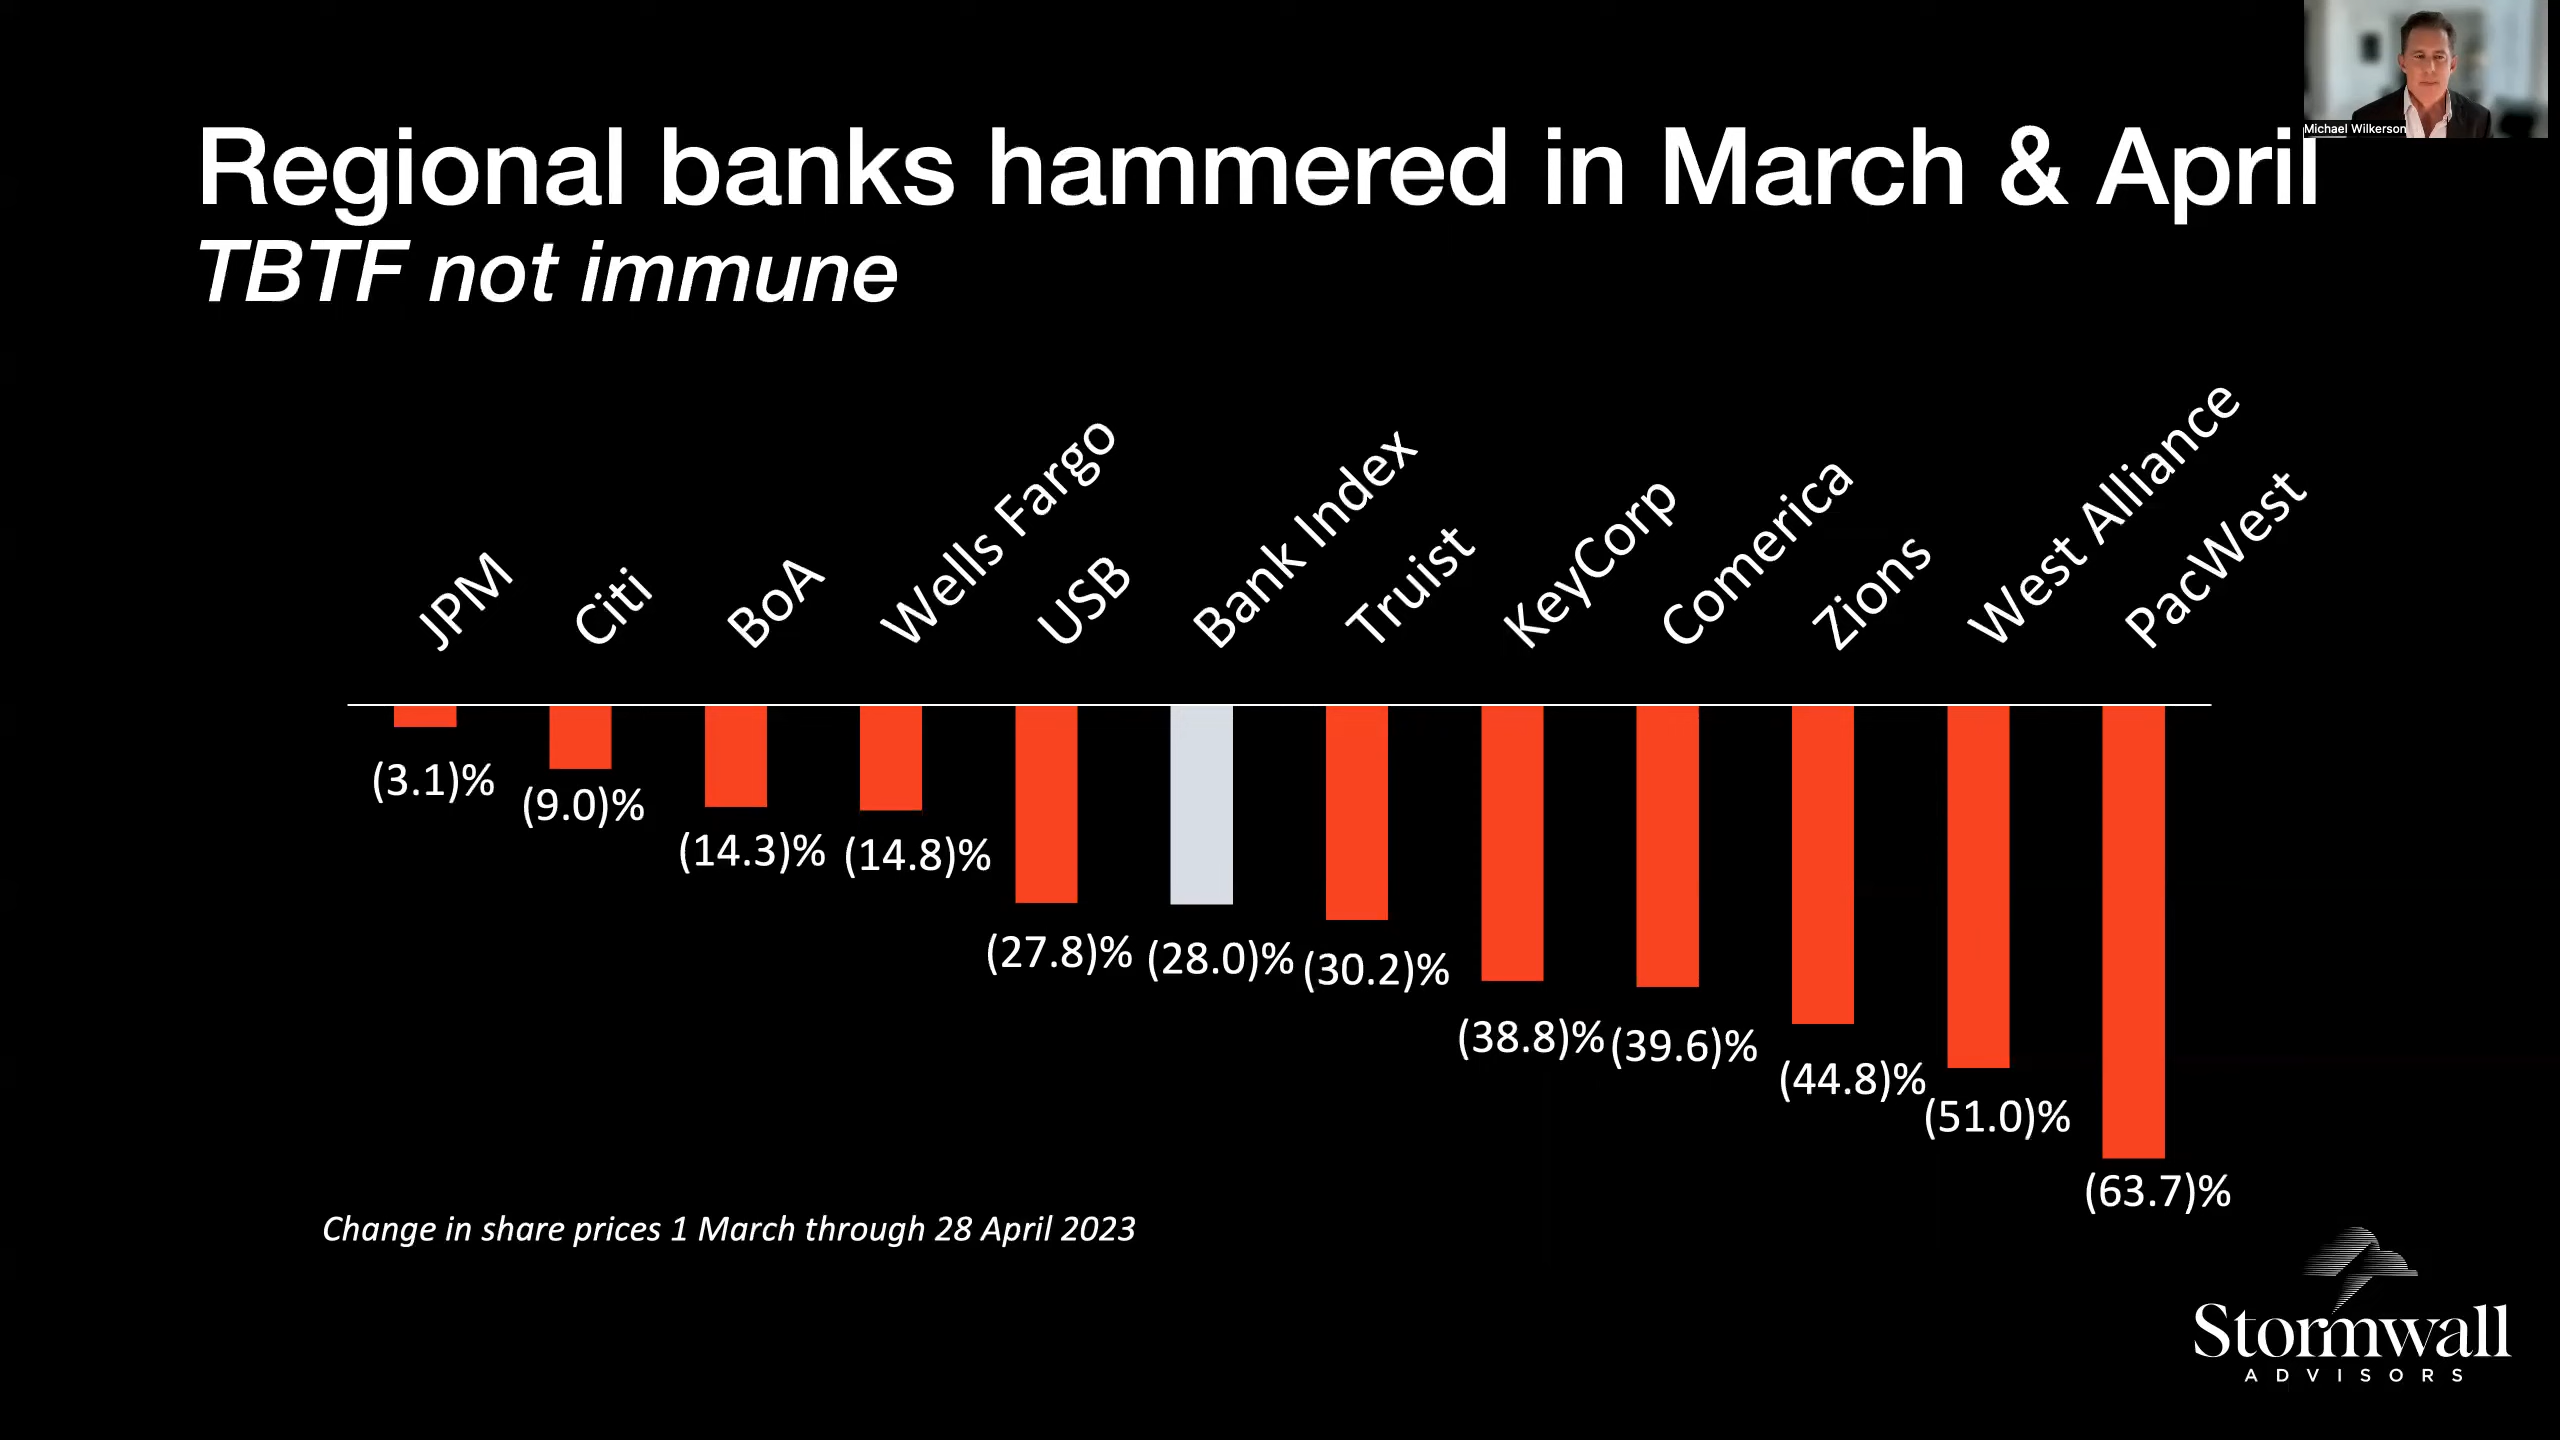 Michael Wilkerson
Regional banks hammered in March & April
TBTF not immune
JPM
Citi
BoA
Wells Fargo
USB
Bank Index
Truist
KeyCorp
Comerica
Zions
West Alliance
PacWest
(3.1)%
(9.0)%
(14.3)%
(14.8)%
(27.8)%
(28.0)%
(30.2)%
(38.8)%
(39.6)%
(44.8)%
(51.0)%
(63.7)%
Change in share prices 1 March through 28 April 2023
Stormwall
ADVISORS